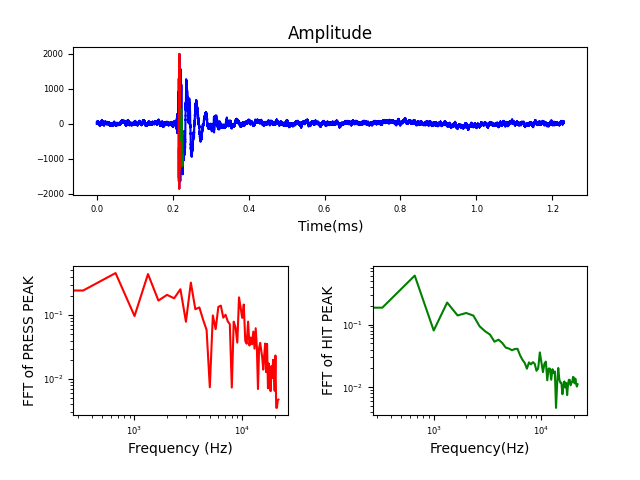 Amplitude
2000
1000
0
−1000
−2000
0.0 0.2 0.4 0.6 0.8 1.0 1.2
Time(ms)
FFT of PRESS PEAK
10⁻¹
10⁻²
10³ 10⁴
Frequency (Hz)
FFT of HIT PEAK
10⁻¹
10⁻²
10³ 10⁴
Frequency(Hz)